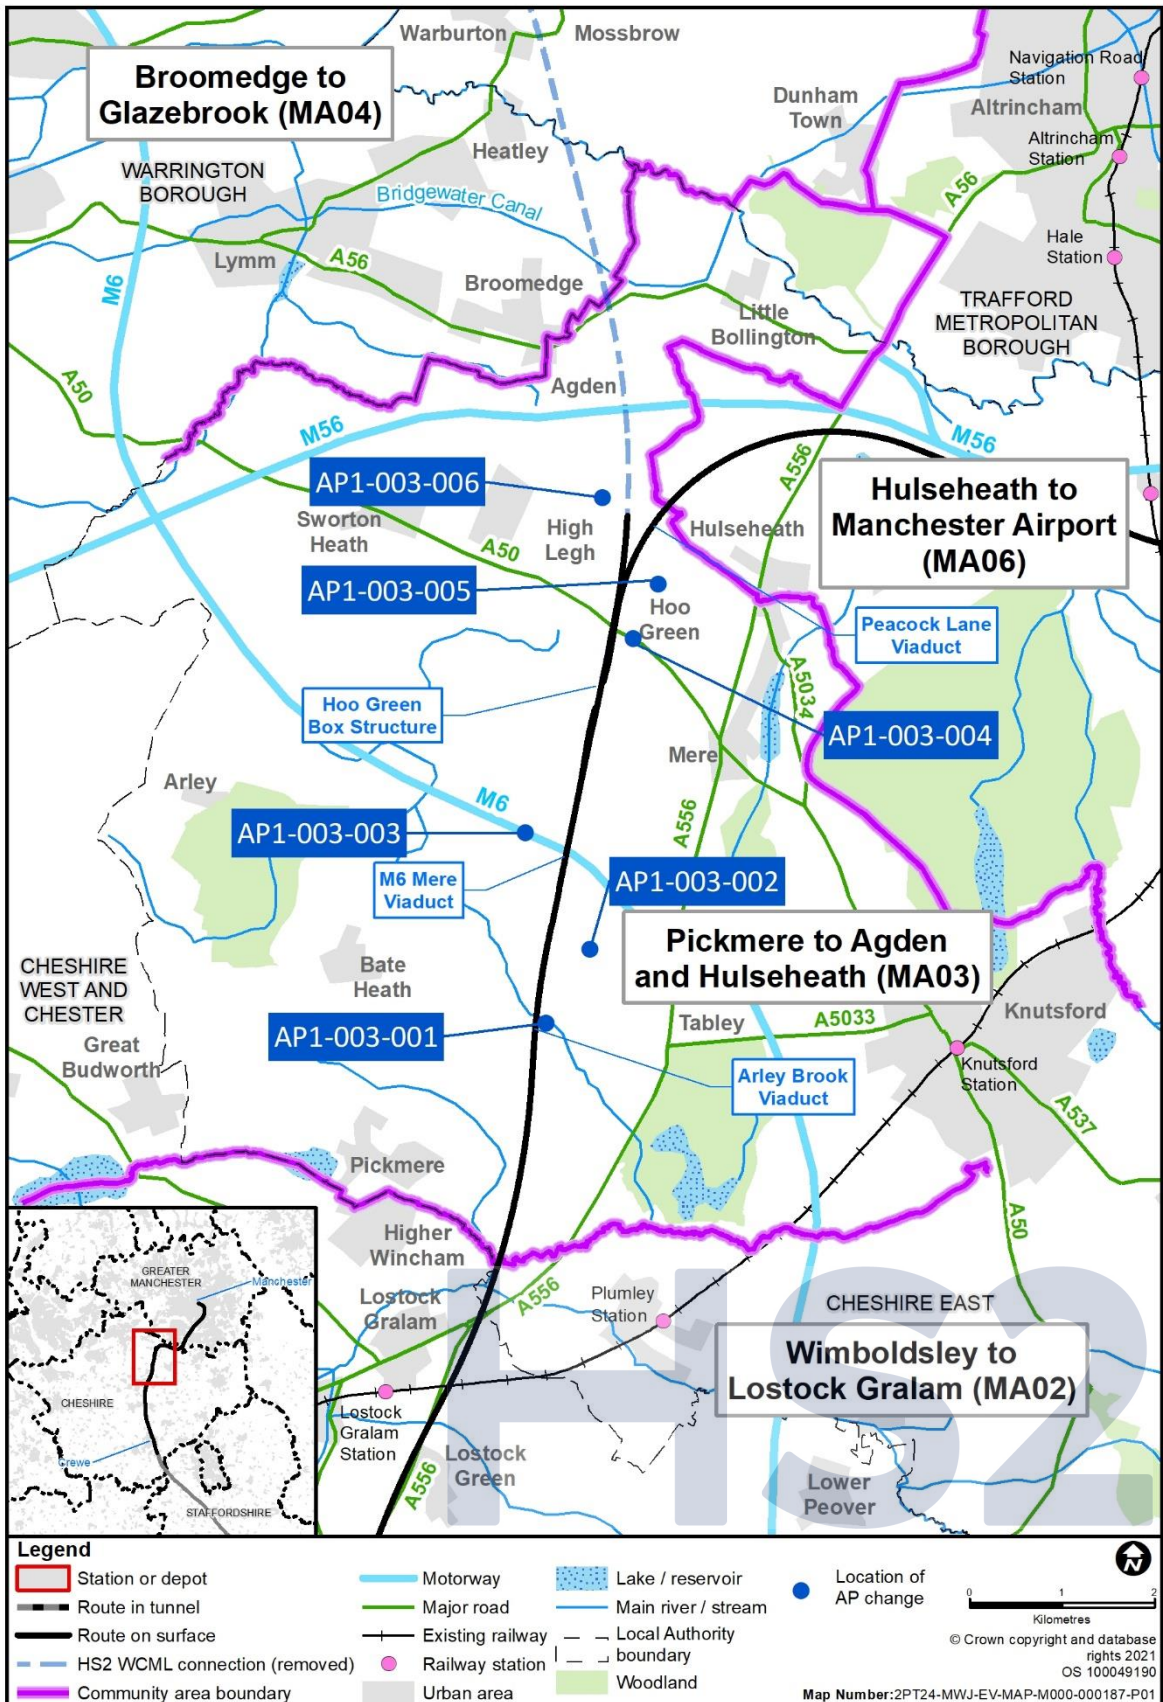 Warburton
Mossbrow
Navigation Road
Station
Broomedge to
Glazebrook (MA04)
Dunham
Town
Altrincham
Altrincham
Station
Heatley
WARRINGTON
BOROUGH
Bridgewater Canal
A56
Hale
Station
M6
Lymm
A56
Broomedge
TRAFFORD
METROPOLITAN
BOROUGH
Little
Bollington
A50
Agden
M56
M56
A556
AP1-003-006
Hulseheath to
Manchester Airport
(MA06)
Sworton
Heath
High
Legh
Hulseheath
A50
AP1-003-005
Hoo
Green
Peacock Lane
Viaduct
A5034
Hoo Green
Box Structure
AP1-003-004
Mere
Arley
M6
A556
AP1-003-003
M6 Mere
Viaduct
AP1-003-002
Pickmere to Agden
and Hulseheath (MA03)
CHESHIRE
WEST AND
CHESTER
Bate
Heath
Knutsford
AP1-003-001
Tabley
A5033
Great
Budworth
Knutsford
Station
Arley Brook
Viaduct
A537
Pickmere
A50
Higher
Wincham
GREATER
MANCHESTER
Manchester
Lostock
Gralam
A556
Plumley
Station
CHESHIRE EAST
HS2
Wimboldsley to
Lostock Gralam (MA02)
CHESHIRE
Lostock
Gralam
Station
Crewe
Lostock
Green
A556
Lower
Peover
STAFFORDSHIRE
Legend
Station or depot
Route in tunnel
Route on surface
HS2 WCML connection (removed)
Community area boundary
Motorway
Major road
Existing railway
Railway station
Urban area
Lake / reservoir
Main river / stream
Local Authority
boundary
Woodland
Location of
AP change
N
0 1 2
Kilometres
© Crown copyright and database
rights 2021
OS 100049190
Map Number:2PT24-MWJ-EV-MAP-M000-000187-P01